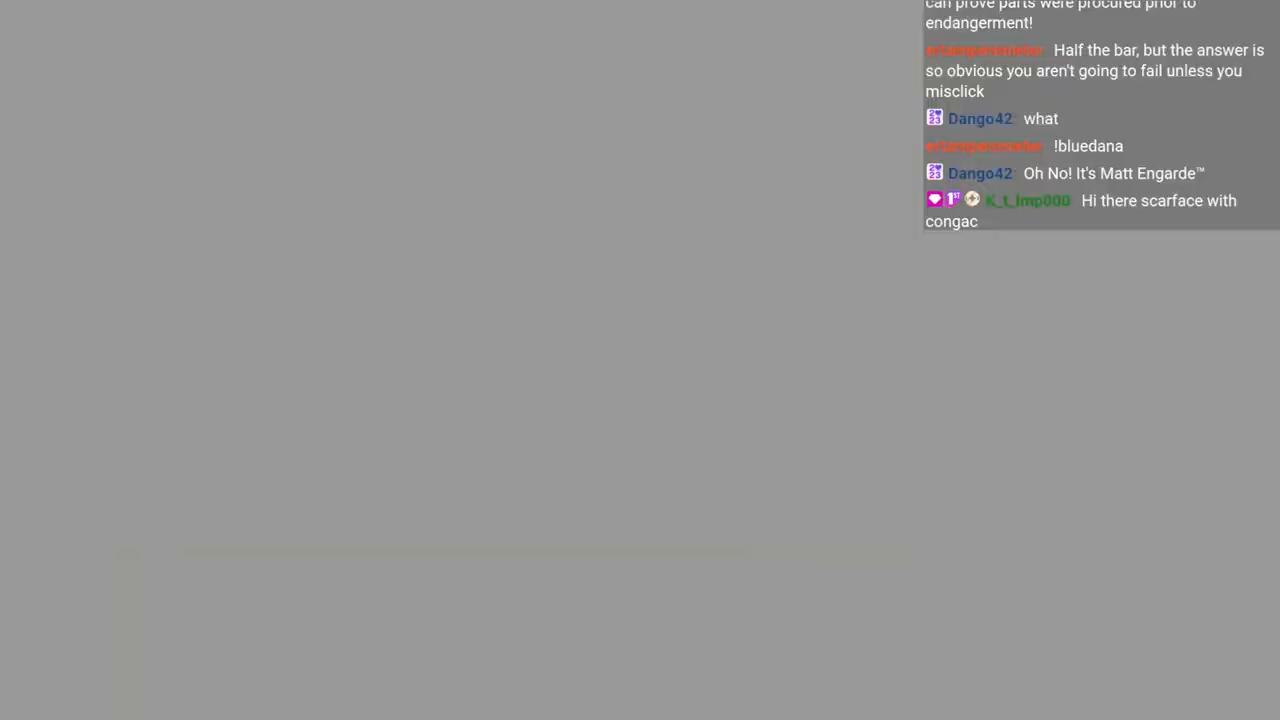 can prove parts were procured prior to
endangerment!
Half the bar, but the answer is
so obvious you aren't going to fail unless you
misclick
Dango42: what
!bluedana
Dango42: Oh No! It's Matt Engarde™
K_t_Imp000: Hi there scarface with
congac